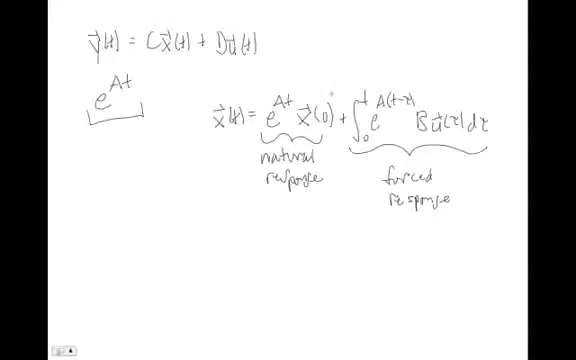 y⃗(t) = Cx⃗(t) + Du⃗(t)
e^{At}
x⃗(t) = e^{At} x⃗(0) + ∫₀ᵗ e^{A(t-τ)} Bu⃗(τ)dτ
natural response
forced response